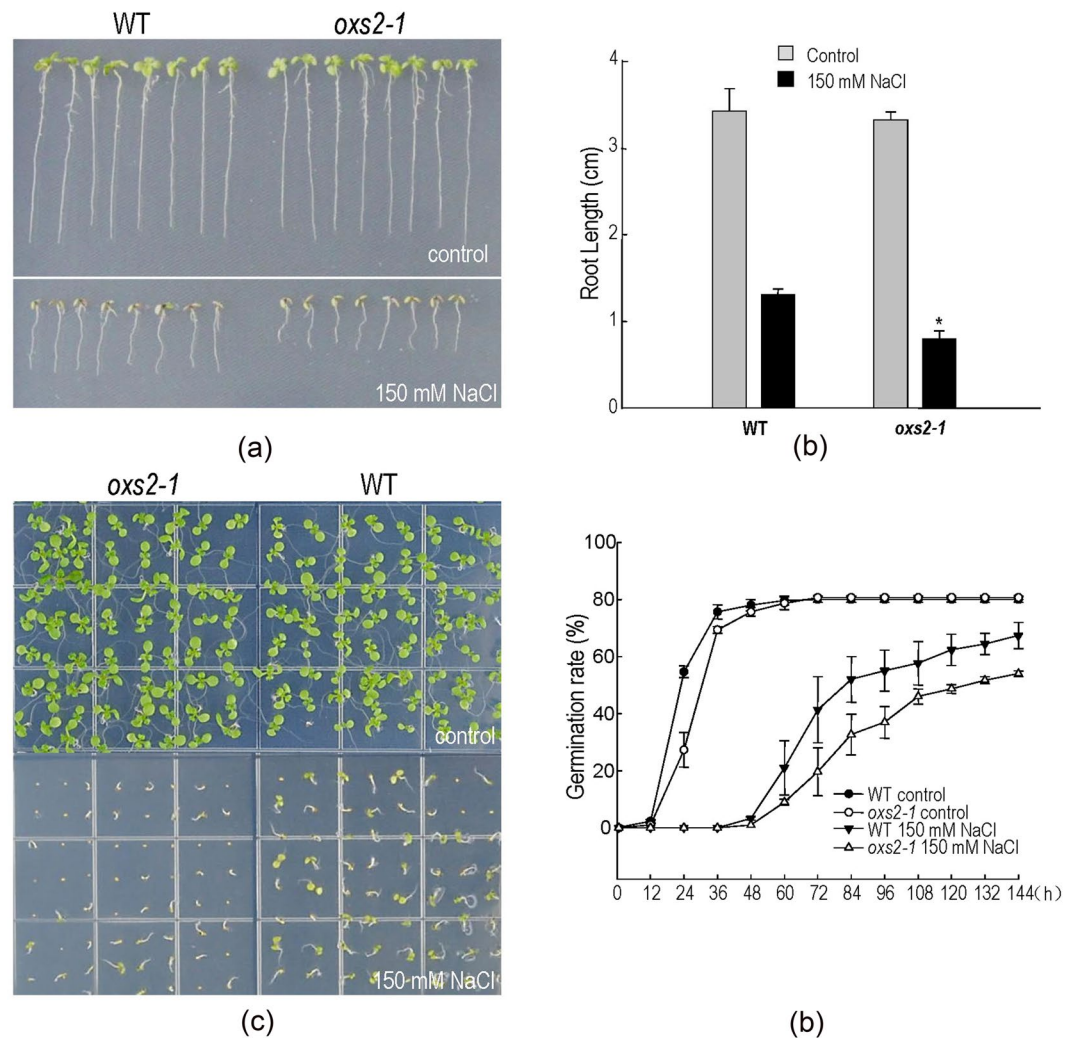 WT oxs2-1
control
150 mM NaCl
(a)
Control
150 mM NaCl
Root Length (cm)
4
3
2
1
0
*
WT oxs2-1
(b)
oxs2-1 WT
control
150 mM NaCl
(c)
Germination rate (%)
100
80
60
40
20
0
WT control
oxs2-1 control
WT 150 mM NaCl
oxs2-1 150 mM NaCl
0 12 24 36 48 60 72 84 96 108 120 132 144(h)
(b)